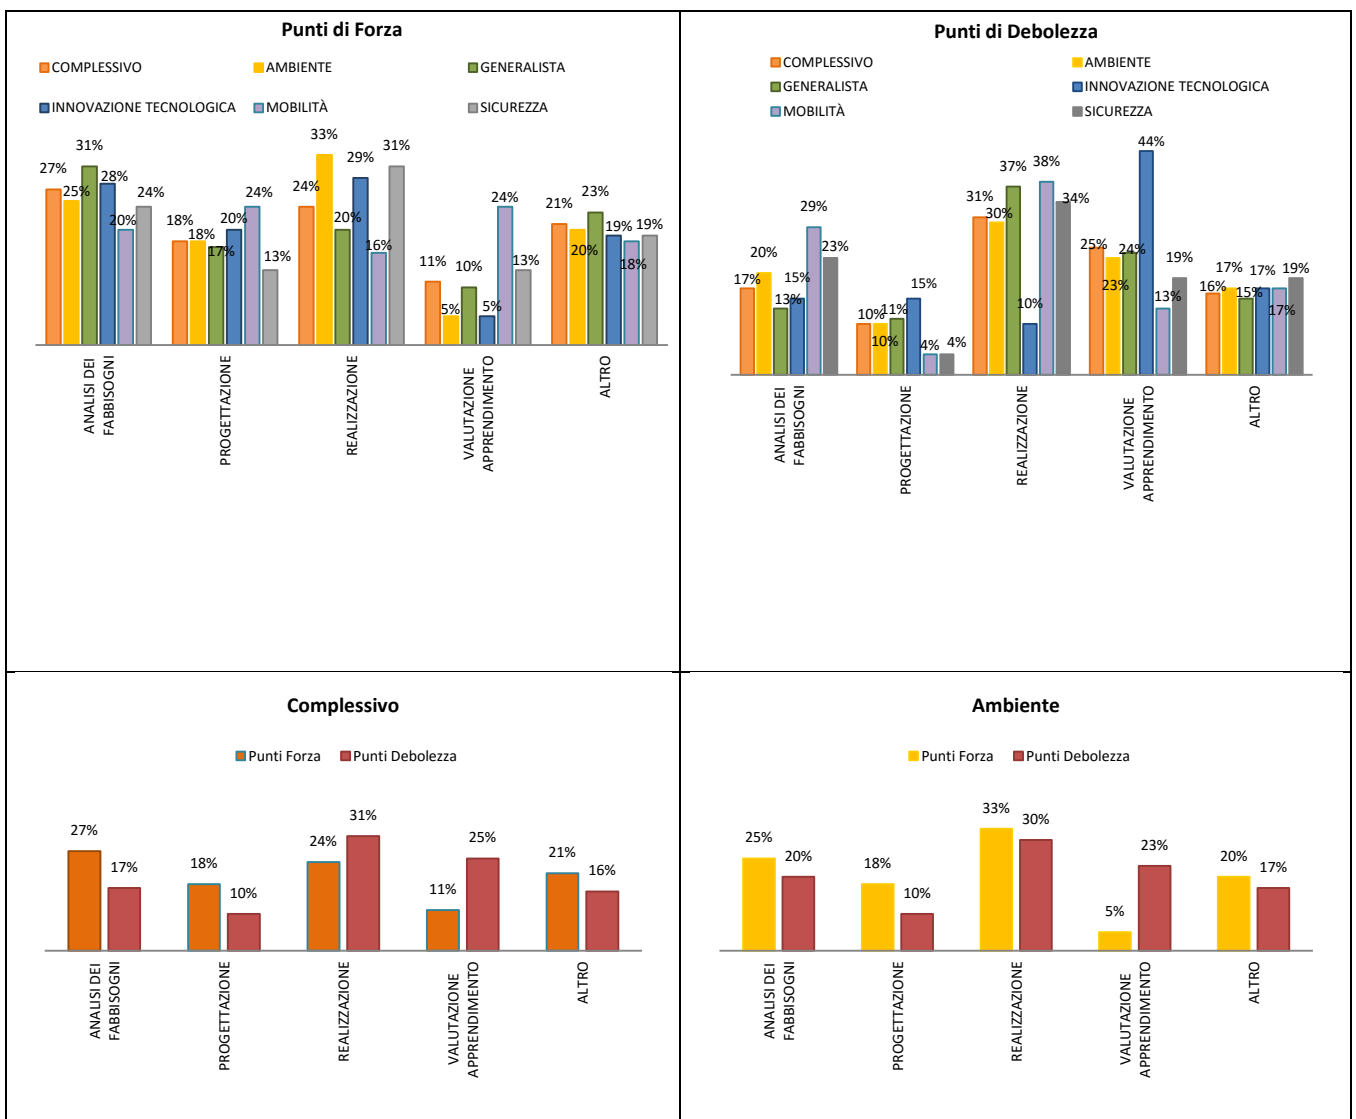 Punti di Forza
COMPLESSIVO AMBIENTE GENERALISTA
INNOVAZIONE TECNOLOGICA MOBILITÀ SICUREZZA
27% 25% 31% 28% 20% 24%
18% 18% 17% 20% 24% 13%
24% 33% 20% 29% 16% 31%
11% 5% 10% 5% 24% 13%
21% 20% 23% 19% 18% 19%
ANALISI DEI
FABBISOGNI
PROGETTAZIONE
REALIZZAZIONE
VALUTAZIONE
APPRENDIMENTO
ALTRO
Punti di Debolezza
COMPLESSIVO AMBIENTE
GENERALISTA INNOVAZIONE TECNOLOGICA
MOBILITÀ SICUREZZA
17% 20% 13% 15% 29% 23%
10% 10% 11% 15% 4% 4%
31% 30% 37% 10% 38% 34%
25% 23% 24% 44% 13% 19%
16% 17% 15% 17% 17% 19%
ANALISI DEI
FABBISOGNI
PROGETTAZIONE
REALIZZAZIONE
VALUTAZIONE
APPRENDIMENTO
ALTRO
Complessivo
Punti Forza Punti Debolezza
27% 17% 18% 10% 24% 31% 11% 25% 21% 16%
ANALISI DEI
FABBISOGNI
PROGETTAZIONE
REALIZZAZIONE
VALUTAZIONE
APPRENDIMENTO
ALTRO
Ambiente
Punti Forza Punti Debolezza
25% 20% 18% 10% 33% 30% 5% 23% 20% 17%
ANALISI DEI
FABBISOGNI
PROGETTAZIONE
REALIZZAZIONE
VALUTAZIONE
APPRENDIMENTO
ALTRO